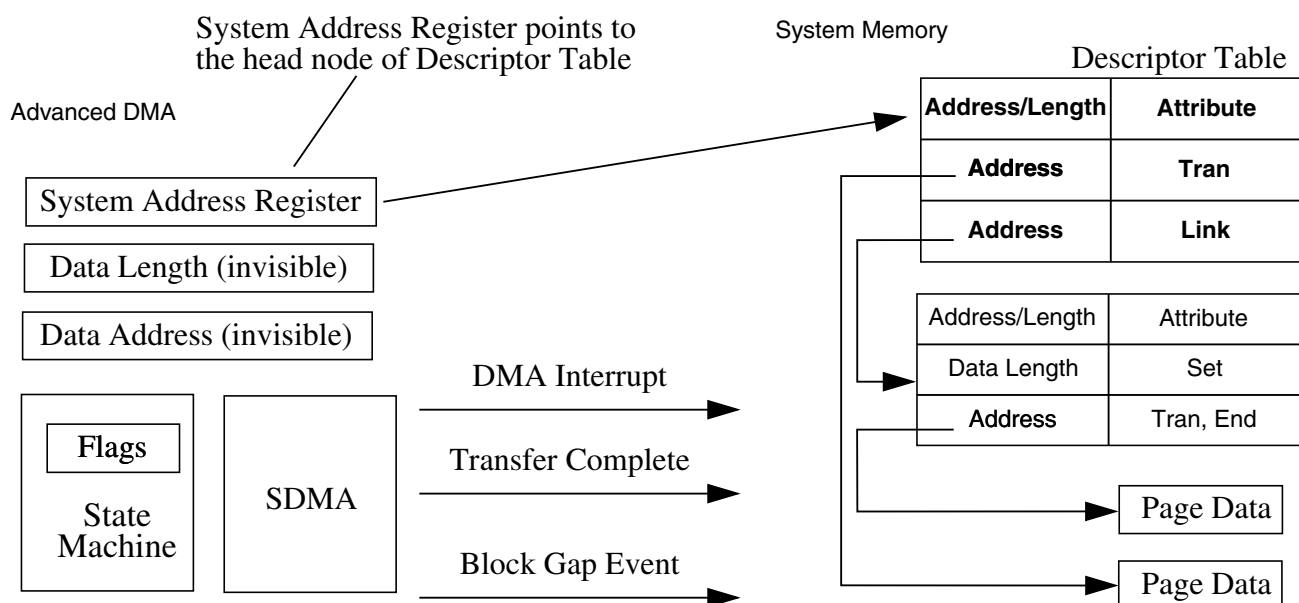 System Address Register points to
the head node of Descriptor Table
System Memory
Descriptor Table
Advanced DMA
Address/Length Attribute
Address Tran
Address Link
System Address Register
Data Length (invisible)
Data Address (invisible)
Address/Length Attribute
Data Length Set
Address Tran, End
Flags
State
Machine
SDMA
DMA Interrupt
Transfer Complete
Block Gap Event
Page Data
Page Data